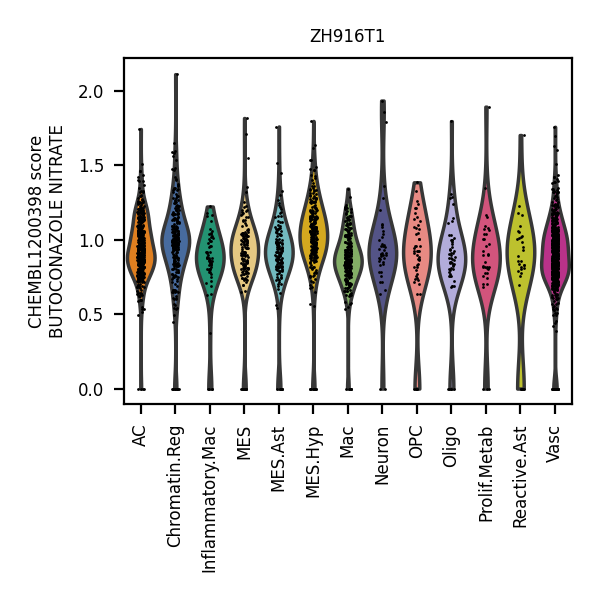 ZH916T1
CHEMBL1200398 score
BUTOCONAZOLE NITRATE
2.0
1.5
1.0
0.5
0.0
AC
Chromatin.Reg
Inflammatory.Mac
MES
MES.Ast
MES.Hyp
Mac
Neuron
OPC
Oligo
Prolif.Metab
Reactive.Ast
Vasc